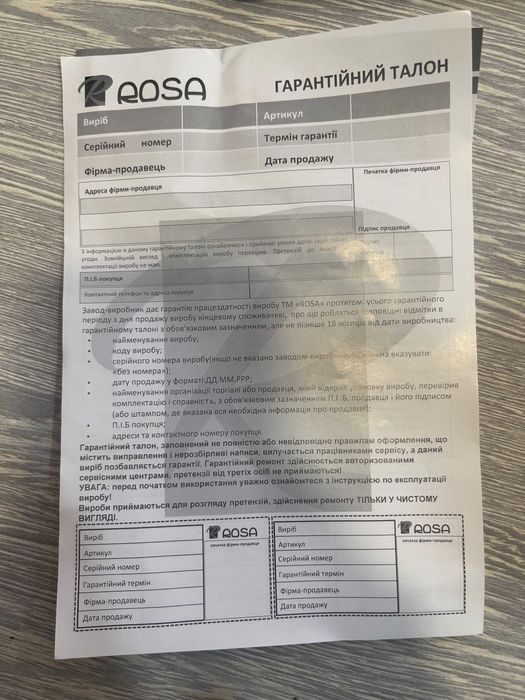 ROSA
ГАРАНТІЙНИЙ ТАЛОН
Виріб
Артикул
Серійний номер
Термін гарантії
Фірма-продавець
Дата продажу
Адреса фірми-продавця
Печатка фірми-продавця
Підпис продавця
З інформацією в даному гарантійному талоні ознайомився і приймаю умови даної
угоди. Зовнішній вигляд і комплектацію виробу перевірив. Претензій до якості
комплектації виробу не маю.
П.І.Б покупця
Контактний телефон та адреса покупця
Завод-виробник дає гарантію працездатності виробу ТМ «ROSA» протягом усього гарантійного
періоду з дня продажу виробу кінцевому споживачеві, про що робляться відповідні відмітки в
гарантійному талоні з обов'язковим зазначенням, але не пізніше 18 місяців від дати виробництва:
• найменування виробу;
• коду виробу;
• серійного номера виробу(якщо не вказано заводом-виробником вказувати:
«без номера»);
• дату продажу у форматі:ДД.ММ.РРР;
• найменування організації торгівлі або продавця, який відкрив упаковку виробу, перевірив
комплектацію і справність, з обов'язковим зазначенням П.І .Б. продавця і його підписом
(або штампом, де вказана вся необхідна інформація про продавця);
• П.І.Б покупця;
• адреси та контактного номеру покупця.
Гарантійний талон, заповнений не повністю або невідповідно правилам оформлення, що
містить виправлення і нерозбірливі написи, вилучається працівниками сервісу, а даний
виріб позбавляється гарантії. Гарантійний ремонт здійснюється авторизованими
сервісними центрами, претензії від третіх осіб не приймаються!
УВАГА: перед початком використання уважно ознайомтеся з інструкцією по експлуатації
виробу!
Вироби приймаються для розгляду претензій, здійснення ремонту ТІЛЬКИ У ЧИСТОМУ
ВИГЛЯДІ.
Виріб
Артикул
Серійний номер
Гарантійний термін
Фірма-продавець
Дата продажу
ROSA
печатка фірми-продавця
Виріб
Артикул
Серійний номер
Гарантійний термін
Фірма-продавець
Дата продажу
ROSA
печатка фірми-продавця